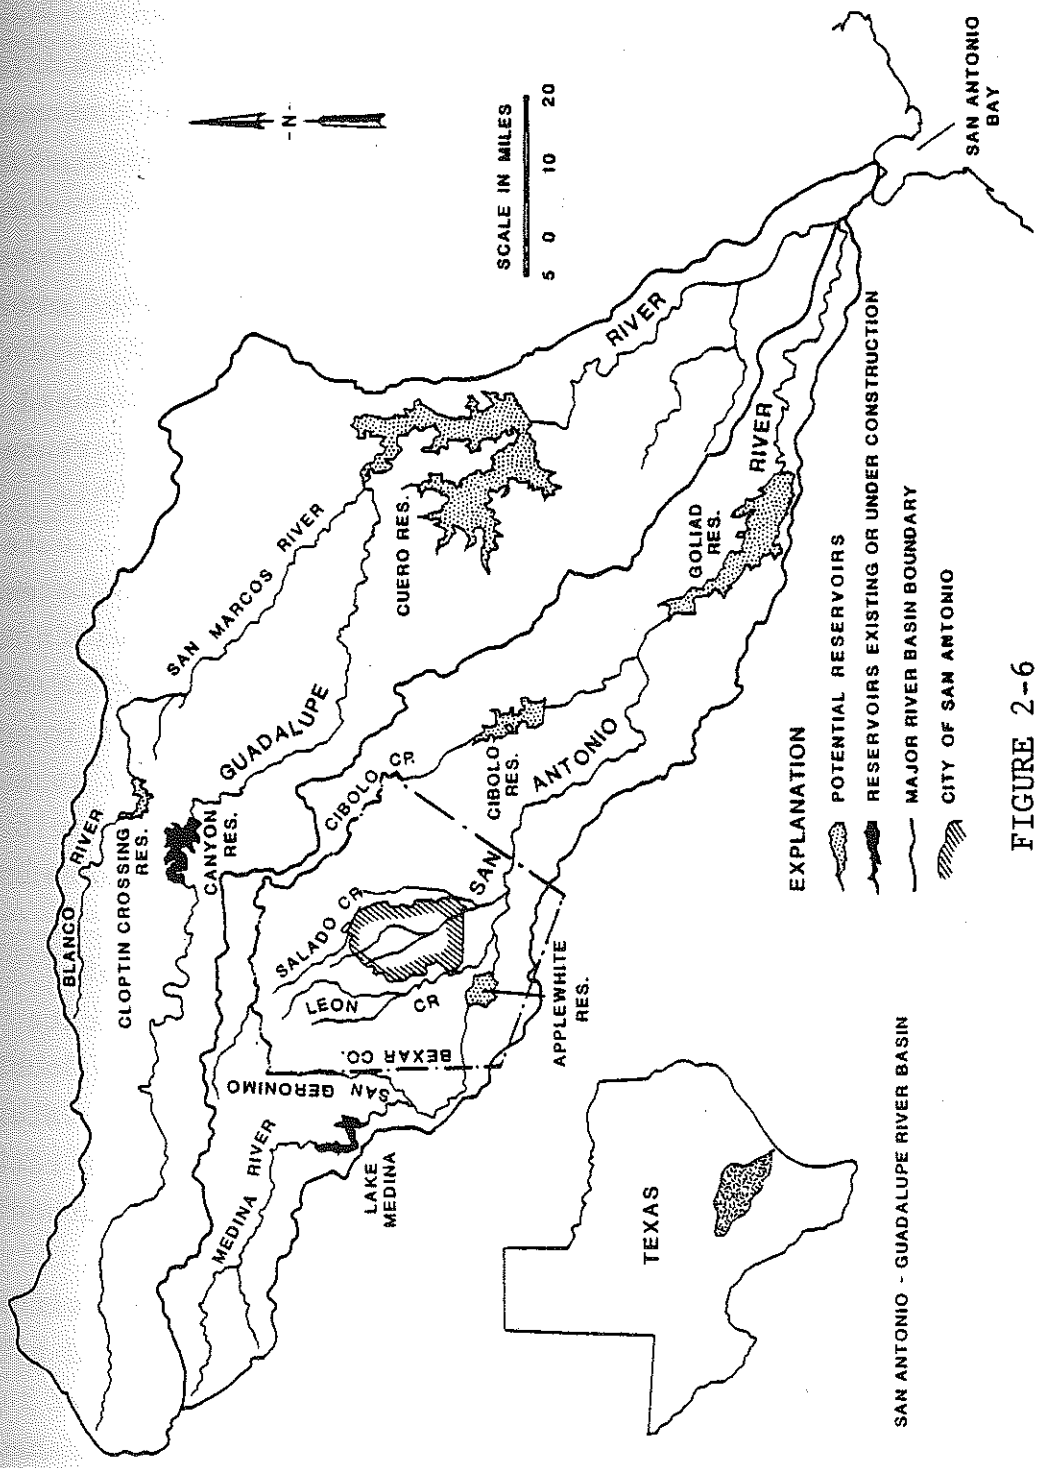 BLANCO
RIVER
CLOPTIN CROSSING
RES.
CANYON
RES.
SAN MARCOS RIVER
GUADALUPE
RIVER
CUERO RES.
MEDINA RIVER
LAKE
MEDINA
SAN GERONIMO
BEXAR CO.
LEON CR
SALADO CR
CIBOLO CR.
CIBOLO
RES.
SAN ANTONIO
RIVER
APPLEWHITE
RES.
GOLIAD
RES.
-N-
SCALE IN MILES
5 0 10 20
SAN ANTONIO
BAY
TEXAS
SAN ANTONIO - GUADALUPE RIVER BASIN
EXPLANATION
POTENTIAL RESERVOIRS
RESERVOIRS EXISTING OR UNDER CONSTRUCTION
MAJOR RIVER BASIN BOUNDARY
CITY OF SAN ANTONIO
FIGURE 2-6